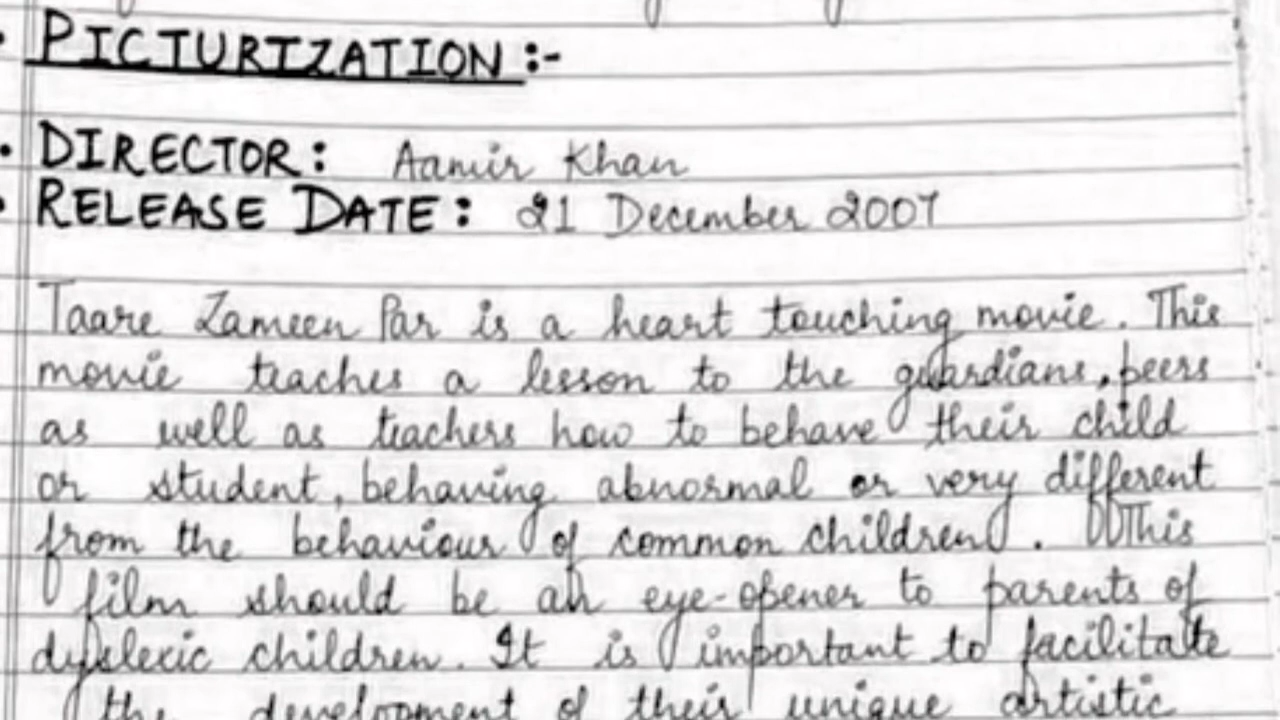 • PICTURIZATION :-
• DIRECTOR: Aamir Khan
• RELEASE DATE: 21 December 2007
Taare Zameen Par is a heart touching movie. This
movie teaches a lesson to the guardians, peers
as well as teachers how to behave their child
or student, behaving abnormal or very different
from the behaviour of common children. This
film should be an eye-opener to parents of
dyslexic children. It is important to facilitate
the development of their unique artistic